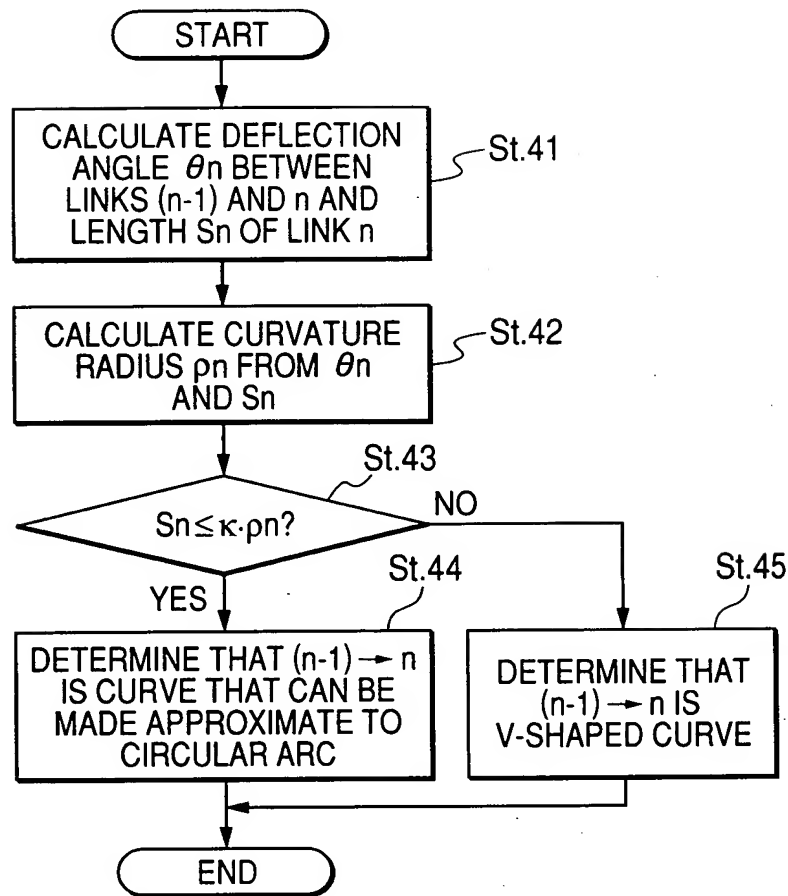 START
CALCULATE DEFLECTION
ANGLE θn BETWEEN
LINKS (n-1) AND n AND
LENGTH Sn OF LINK n
St.41
CALCULATE CURVATURE
RADIUS ρn FROM θn
AND Sn
St.42
St.43
Sn≤κ·ρn?
NO
YES
St.44
DETERMINE THAT (n-1) → n
IS CURVE THAT CAN BE
MADE APPROXIMATE TO
CIRCULAR ARC
St.45
DETERMINE THAT
(n-1) → n IS
V-SHAPED CURVE
END